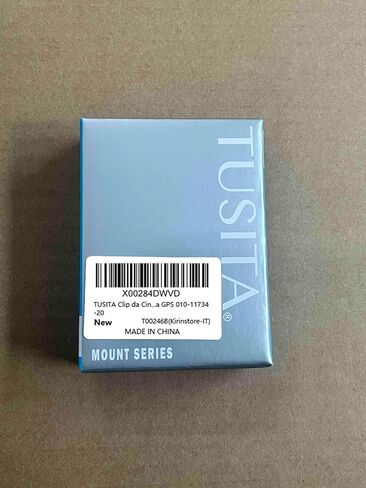 TUSITA®
X00284DWVD
TUSITA Clip da Cin...a GPS 010-11734
-20
New T00246B(Kirinstore-IT)
MADE IN CHINA
MOUNT SERIES